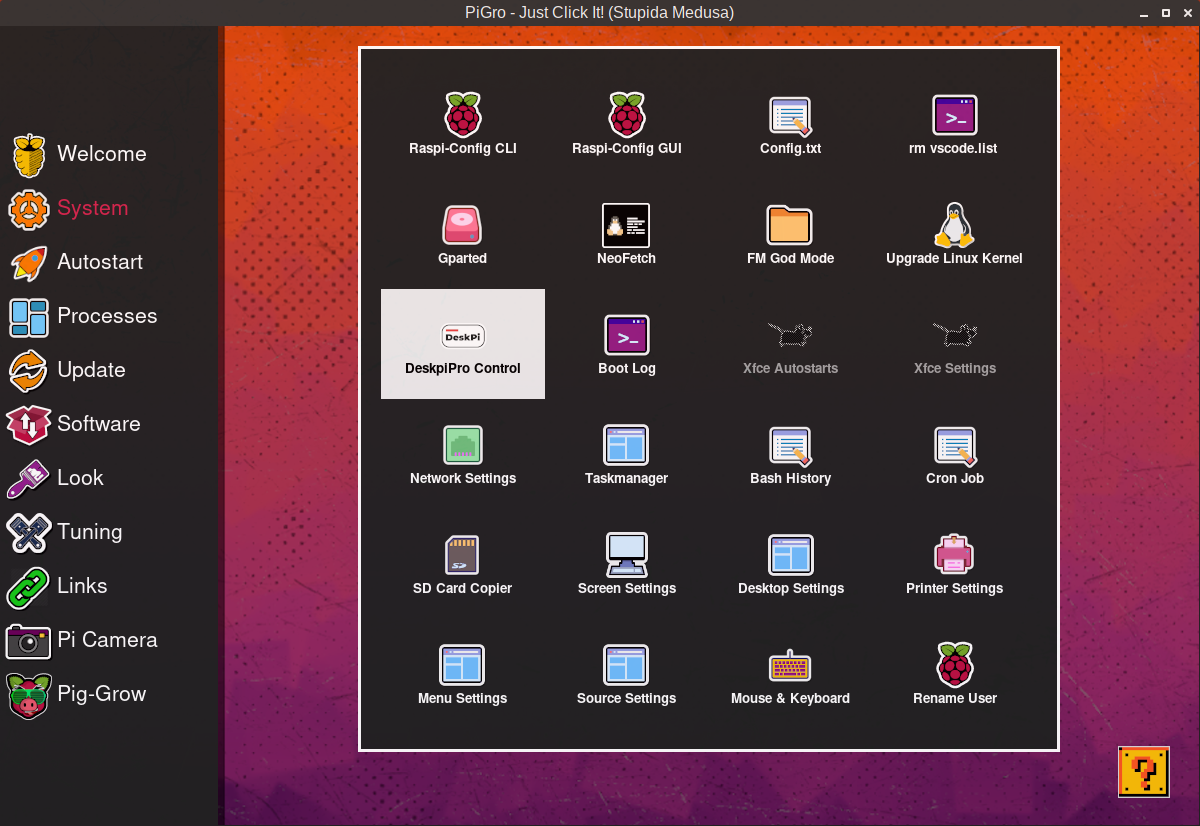 PiGro - Just Click It! (Stupida Medusa)
Welcome
System
Autostart
Processes
Update
Software
Look
Tuning
Links
Pi Camera
Pig-Grow
Raspi-Config CLI
Raspi-Config GUI
Config.txt
>_
rm vscode.list
Gparted
NeoFetch
FM God Mode
Upgrade Linux Kernel
DeskPi
DeskpiPro Control
>_
Boot Log
Xfce Autostarts
Xfce Settings
Network Settings
Taskmanager
Bash History
Cron Job
SD
SD Card Copier
Screen Settings
Desktop Settings
Printer Settings
Menu Settings
Source Settings
Mouse & Keyboard
Rename User
?